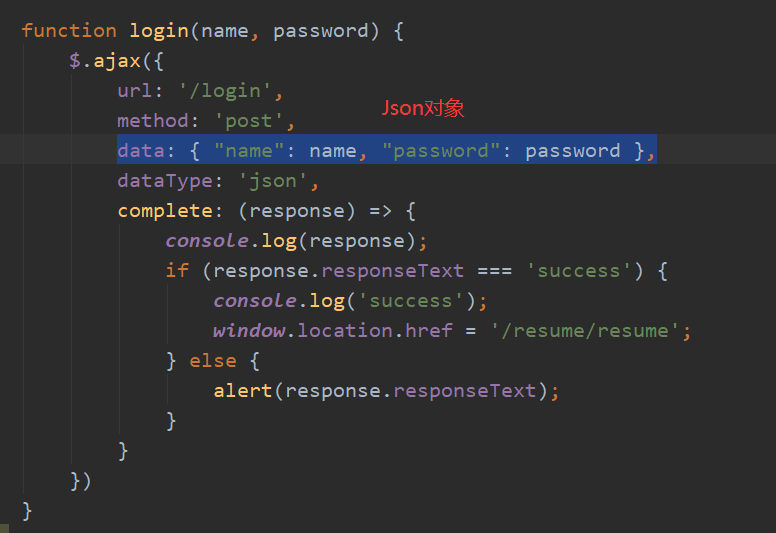 function login(name, password) {
$.ajax({
url: '/login',
method: 'post',
Json对象
data: { "name": name, "password": password },
dataType: 'json',
complete: (response) => {
console.log(response);
if (response.responseText === 'success') {
console.log('success');
window.location.href = '/resume/resume';
} else {
alert(response.responseText);
}
}
})
}